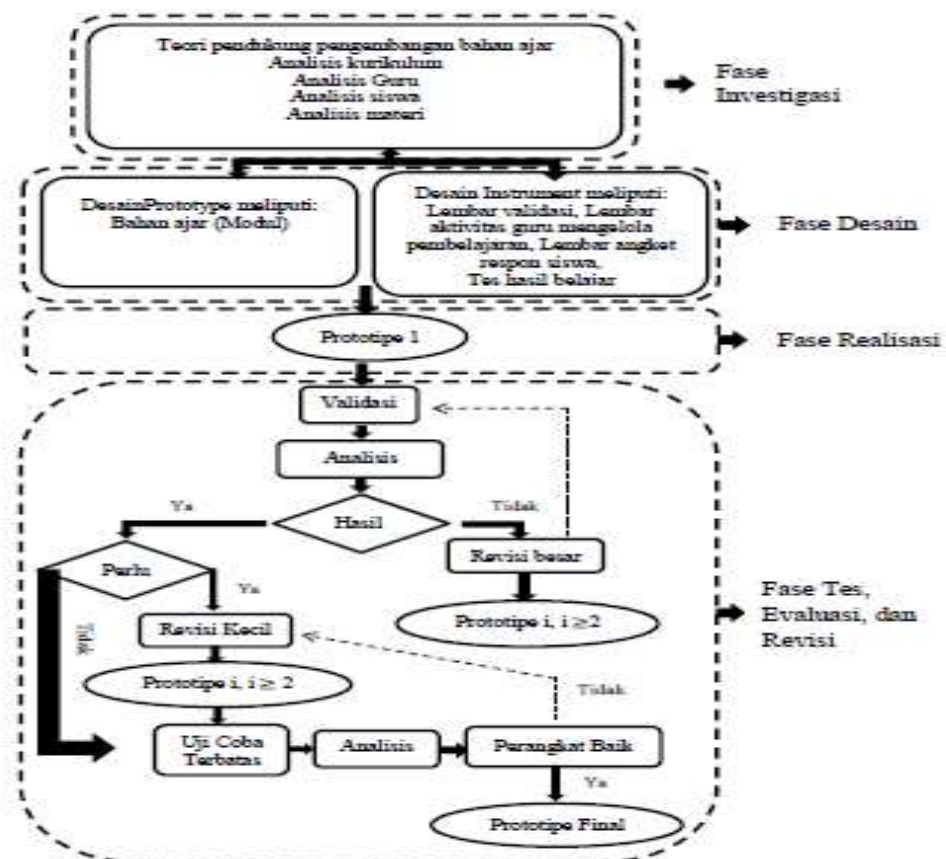 Teori pendukung pengembangan bahan ajar
Analisis kurikulum
Analisis Guru
Analisis siswa
Analisis materi
Fase
Investigasi
DesainPrototype meliputi:
Bahan ajar (Modul)
Desain Instrument meliputi:
Lembar validasi, Lembar
aktivitas guru mengelola
pembelajaran, Lembar angket
respon siswa,
Tes hasil belajar
Fase Desain
Prototipe 1
Fase Realisasi
Validasi
Analisis
Ya
Hasil
Tidak
Perlu
Ya
Tidak
Revisi besar
Prototipe i, i ≥2
Revisi Kecil
Prototipe i, i ≥ 2
Tidak
Uji Coba
Terbatas
Analisis
Perangkat Baik
Ya
Prototipe Final
Fase Tes,
Evaluasi, dan
Revisi